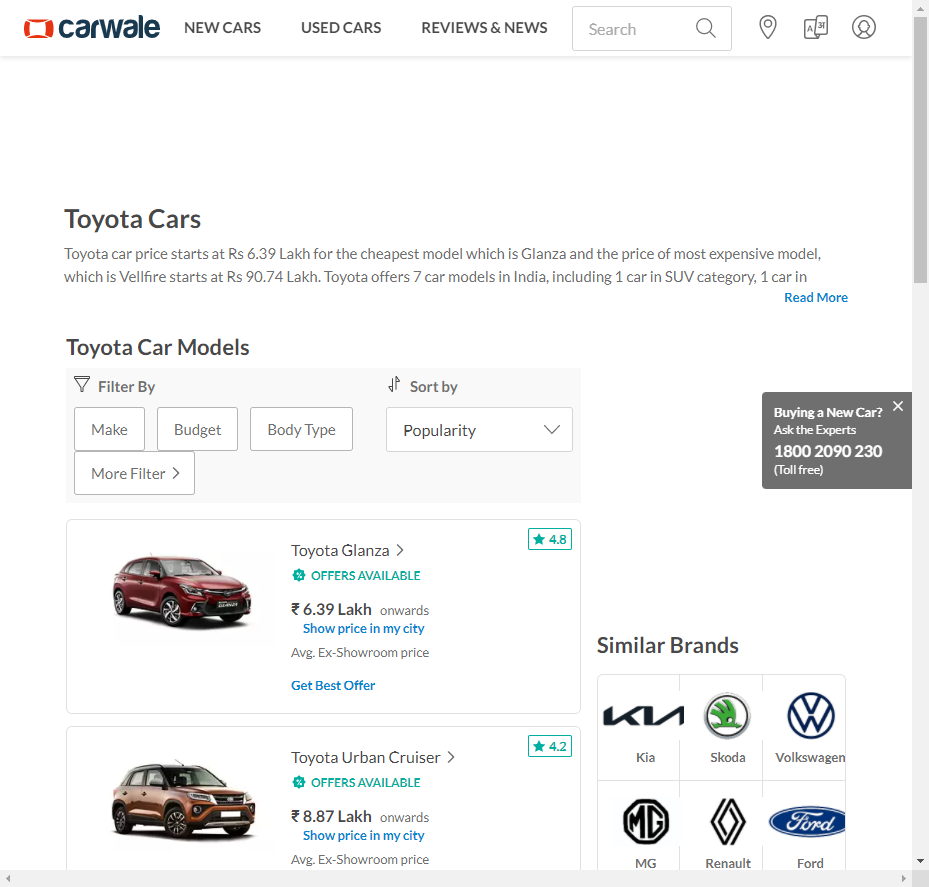 carwale
NEW CARS
USED CARS
REVIEWS & NEWS
Search
Toyota Cars
Toyota car price starts at Rs 6.39 Lakh for the cheapest model which is Glanza and the price of most expensive model,
which is Vellfire starts at Rs 90.74 Lakh. Toyota offers 7 car models in India, including 1 car in SUV category, 1 car in
Read More
Toyota Car Models
Filter By
Sort by
Make
Budget
Body Type
Popularity
More Filter
Buying a New Car?
Ask the Experts
1800 2090 230
(Toll free)
4.8
Toyota Glanza
OFFERS AVAILABLE
₹ 6.39 Lakh onwards
Show price in my city
Avg. Ex-Showroom price
Get Best Offer
4.2
Toyota Urban Cruiser
OFFERS AVAILABLE
₹ 8.87 Lakh onwards
Show price in my city
Avg. Ex-Showroom price
Similar Brands
Kia
Skoda
Volkswagen
MG
Ford
MG
Renault
Ford